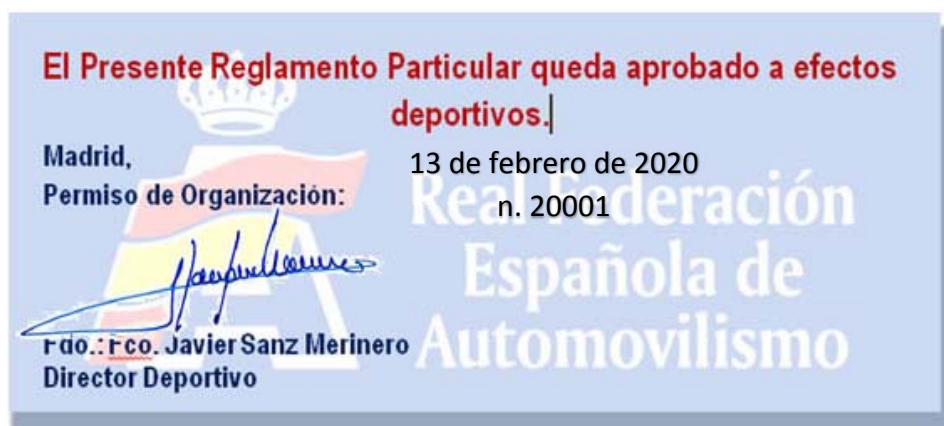 El Presente Reglamento Particular queda aprobado a efectos
deportivos.
Madrid, 13 de febrero de 2020
Permiso de Organización: n. 20001
Real Federación
Española de
Automovilismo
Fdo.: Fco. Javier Sanz Merinero
Director Deportivo